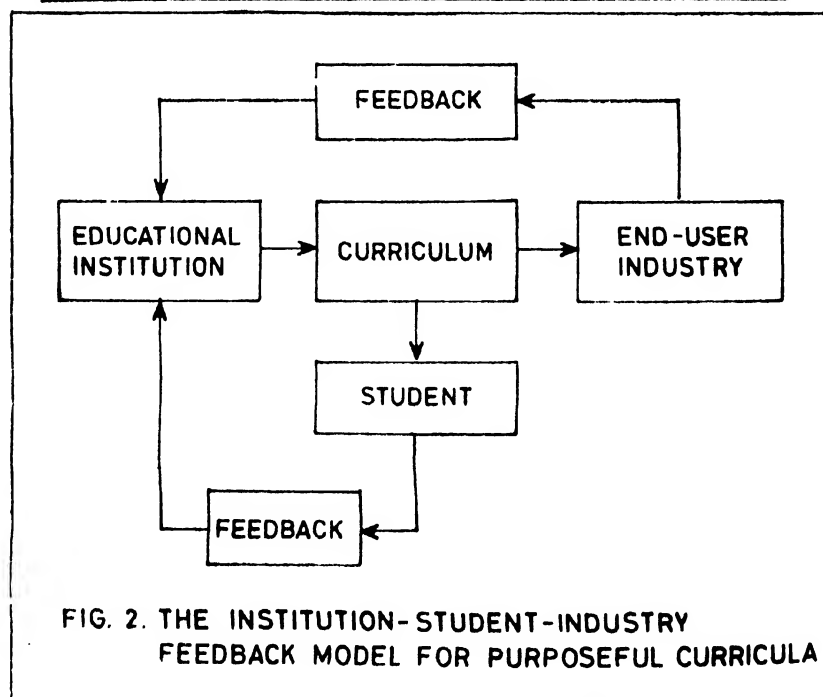 FEEDBACK
EDUCATIONAL
INSTITUTION
CURRICULUM
END-USER
INDUSTRY
STUDENT
FEEDBACK
FIG. 2. THE INSTITUTION-STUDENT-INDUSTRY
FEEDBACK MODEL FOR PURPOSEFUL CURRICULA